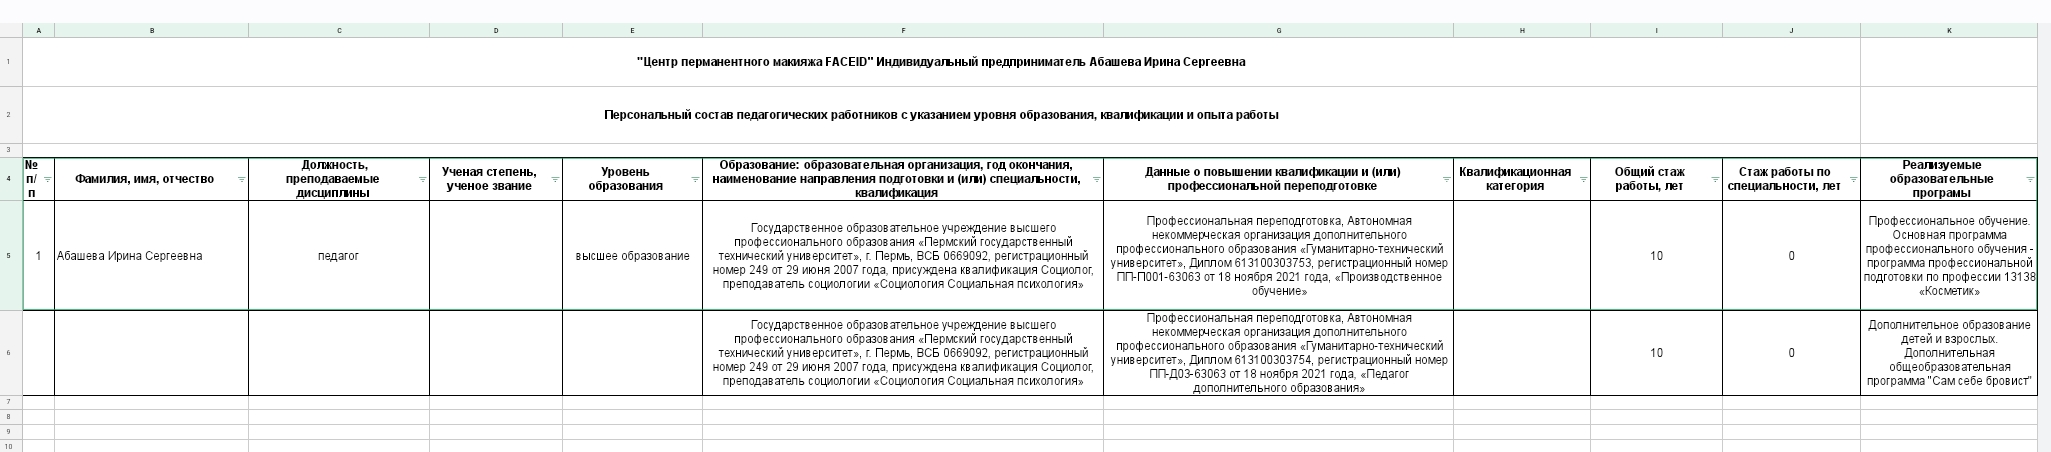 A B C D E F G H I J K
1 "Центр перманентного макияжа FACEID" Индивидуальный предприниматель Абашева Ирина Сергеевна
2 Персональный состав педагогических работников с указанием уровня образования, квалификации и опыта работы
3
4
№
п/
п
Фамилия, имя, отчество
Должность,
преподаваемые
дисциплины
Ученая степень,
ученое звание
Уровень
образования
Образование: образовательная организация, год окончания,
наименование направления подготовки и (или) специальности,
квалификация
Данные о повышении квалификации и (или)
профессиональной переподготовке
Квалификационная
категория
Общий стаж
работы, лет
Стаж работы по
специальности, лет
Реализуемые
образовательные
програмы
5
1
Абашева Ирина Сергеевна
педагог
высшее образование
Государственное образовательное учреждение высшего
профессионального образования «Пермский государственный
технический университет», г. Пермь, ВСБ 0669092, регистрационный
номер 249 от 29 июня 2007 года, присуждена квалификация Социолог,
преподаватель социологии «Социология Социальная психология»
Профессиональная переподготовка, Автономная
некоммерческая организация дополнительного
профессионального образования «Гуманитарно-технический
университет», Диплом 613100303753, регистрационный номер
ПП-П001-63063 от 18 ноября 2021 года, «Производственное
обучение»
10
0
Профессиональное обучение.
Основная программа
профессионального обучения -
программа профессиональной
подготовки по профессии 13138
«Косметик»
6
Государственное образовательное учреждение высшего
профессионального образования «Пермский государственный
технический университет», г. Пермь, ВСБ 0669092, регистрационный
номер 249 от 29 июня 2007 года, присуждена квалификация Социолог,
преподаватель социологии «Социология Социальная психология»
Профессиональная переподготовка, Автономная
некоммерческая организация дополнительного
профессионального образования «Гуманитарно-технический
университет», Диплом 613100303754, регистрационный номер
ПП-Д03-63063 от 18 ноября 2021 года, «Педагог
дополнительного образования»
10
0
Дополнительное образование
детей и взрослых.
Дополнительная
общеобразовательная
программа "Сам себе бровист"
7
8
9
10